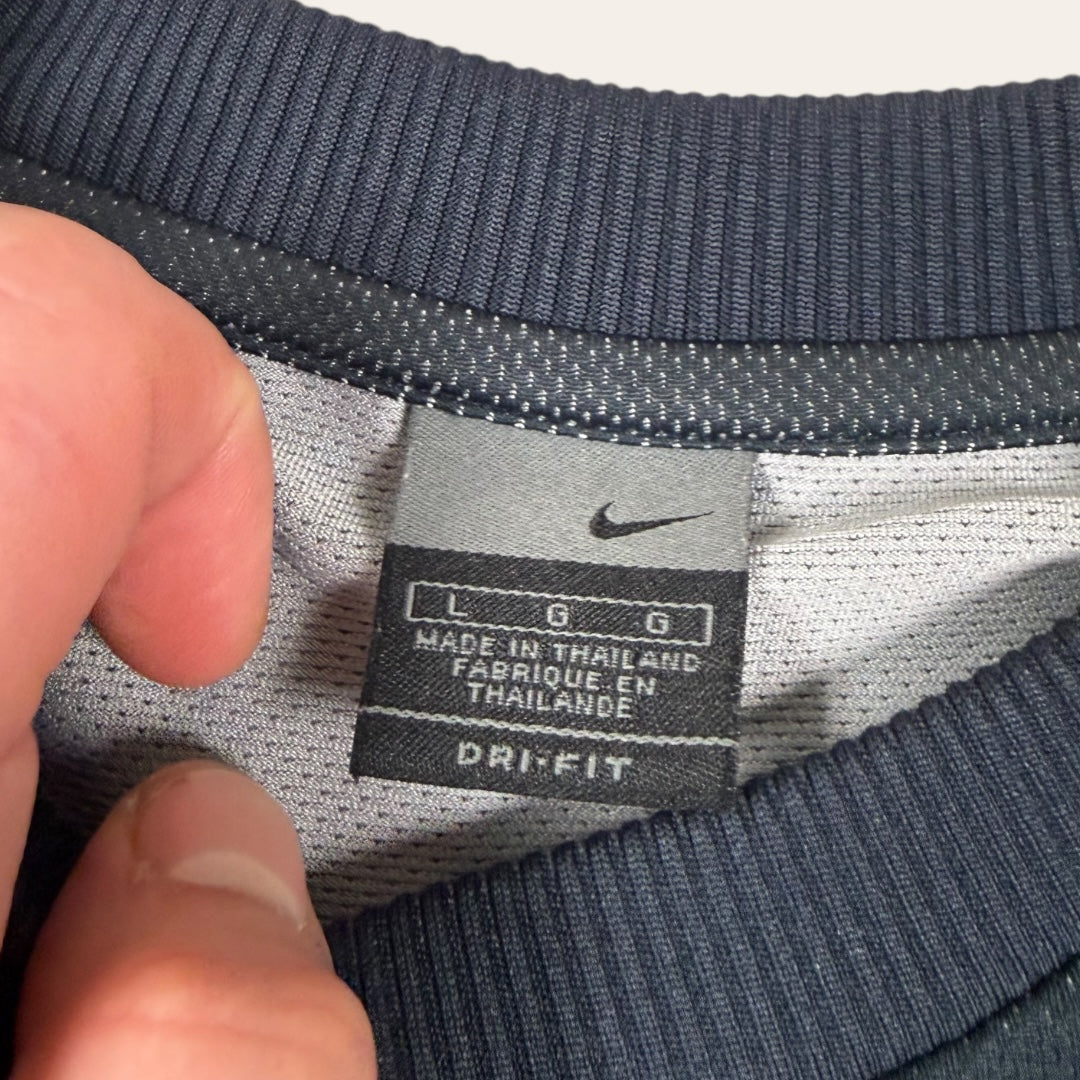 L G G
MADE IN THAILAND
FABRIQUE EN
THAILANDE
DRI-FIT